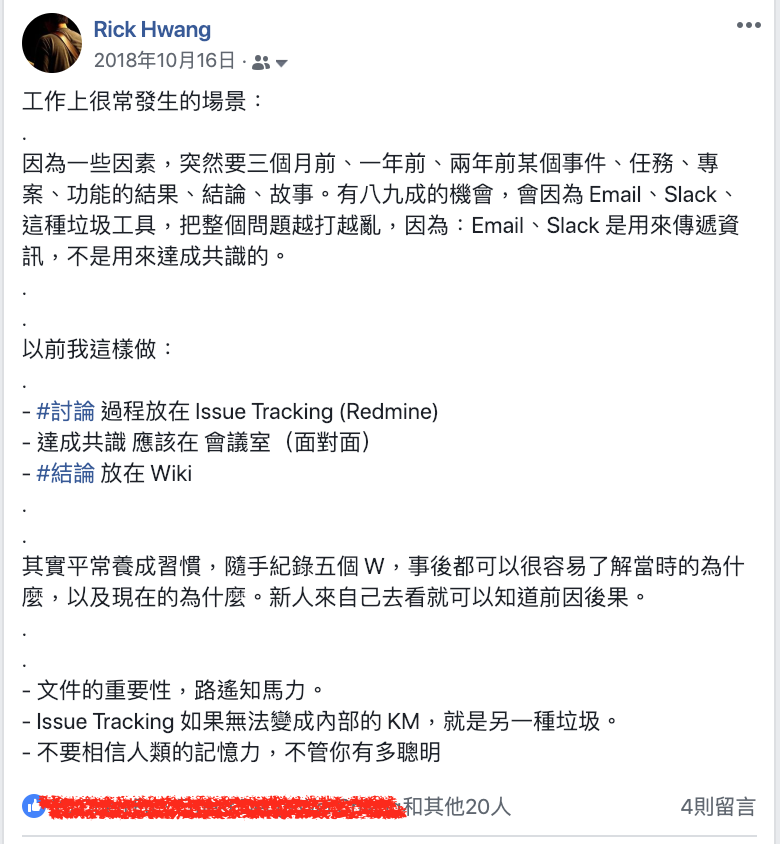 Rick Hwang
2018年10月16日 ·
工作上很常發生的場景：
.
因為一些因素，突然要三個月前、一年前、兩年前某個事件、任務、專
案、功能的結果、結論、故事。有八九成的機會，會因為 Email、Slack、
這種垃圾工具，把整個問題越打越亂，因為：Email、Slack 是用來傳遞資
訊，不是用來達成共識的。
.
.
以前我這樣做：
.
- #討論 過程放在 Issue Tracking (Redmine)
- 達成共識 應該在 會議室（面對面）
- #結論 放在 Wiki
.
.
其實平常養成習慣，隨手紀錄五個 W，事後都可以很容易了解當時的為什
麼，以及現在的為什麼。新人來自己去看就可以知道前因後果。
.
.
- 文件的重要性，路遙知馬力。
- Issue Tracking 如果無法變成內部的 KM，就是另一種垃圾。
- 不要相信人類的記憶力，不管你有多聰明
和其他20人
4則留言